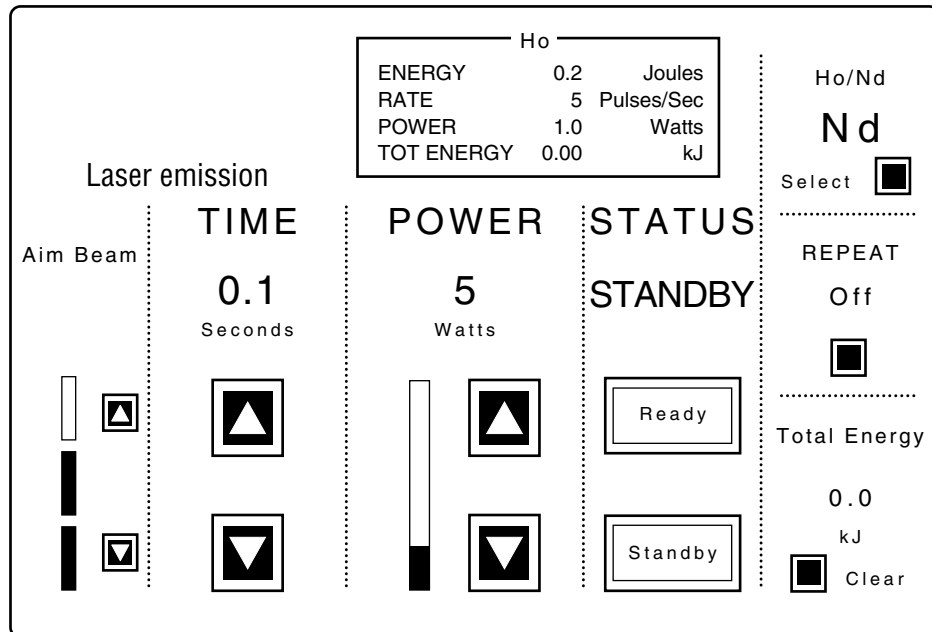 Ho
ENERGY 0.2 Joules
RATE 5 Pulses/Sec
POWER 1.0 Watts
TOT ENERGY 0.00 kJ
Ho/Nd
Nd
Select
Laser emission
Aim Beam
TIME
0.1
Seconds
POWER
5
Watts
STATUS
STANDBY
Ready
Standby
REPEAT
Off
Total Energy
0.0
kJ
Clear